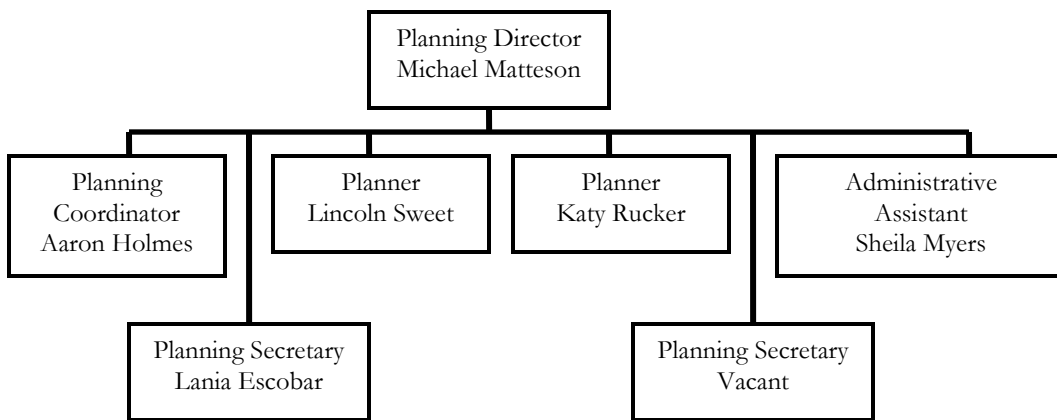 Planning Director
Michael Matteson
Planning
Coordinator
Aaron Holmes
Planner
Lincoln Sweet
Planner
Katy Rucker
Administrative
Assistant
Sheila Myers
Planning Secretary
Lania Escobar
Planning Secretary
Vacant